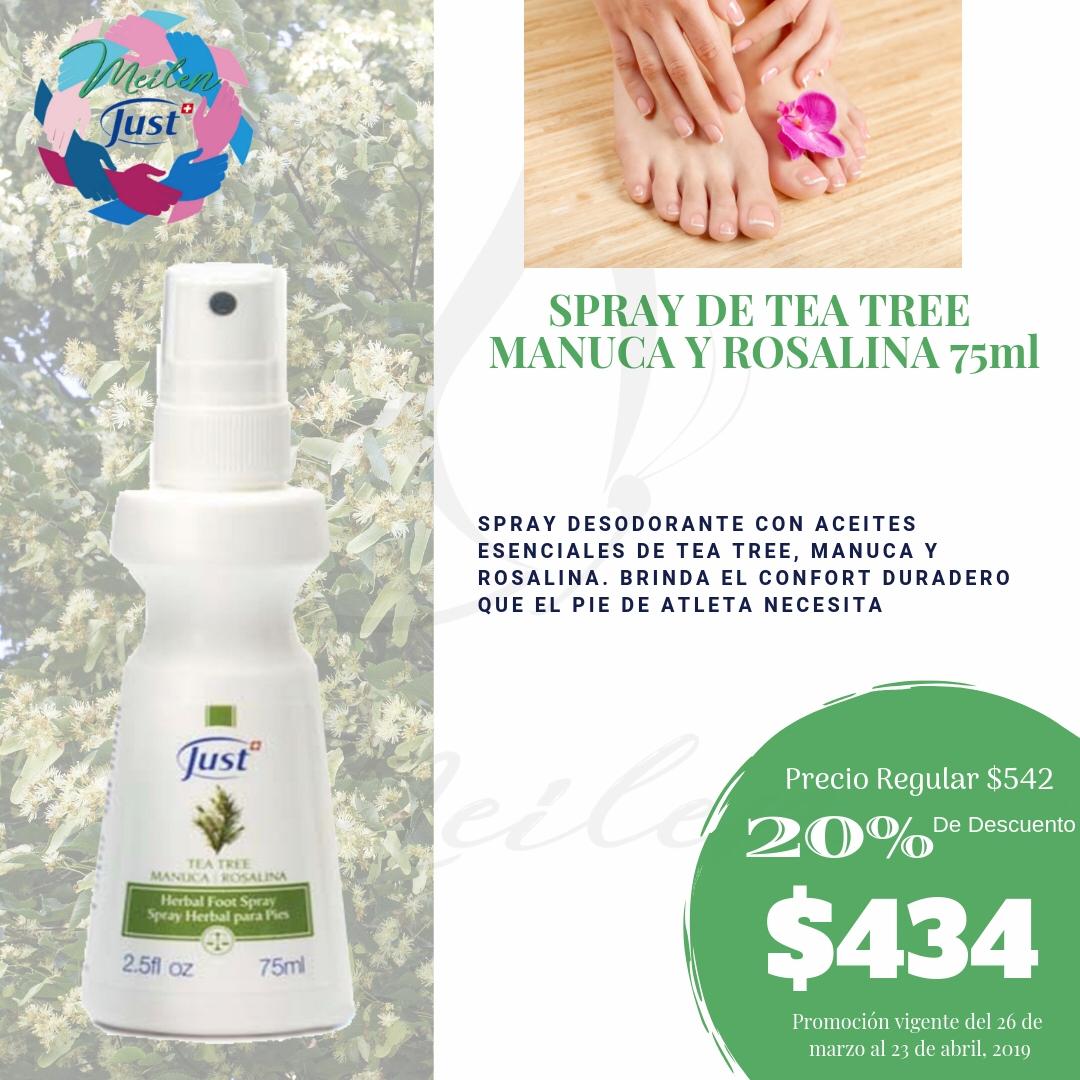 Meilen
Just
SPRAY DE TEA TREE
MANUCA Y ROSALINA 75ml
SPRAY DESODORANTE CON ACEITES
ESENCIALES DE TEA TREE, MANUCA Y
ROSALINA. BRINDA EL CONFORT DURADERO
QUE EL PIE DE ATLETA NECESITA
Just
TEA TREE
MANUCA ROSALINA
Herbal Foot Spray
Spray Herbal para Pies
2.5fl oz 75ml
Meilen
Precio Regular $542
20% De Descuento
$434
Promoción vigente del 26 de
marzo al 23 de abril, 2019